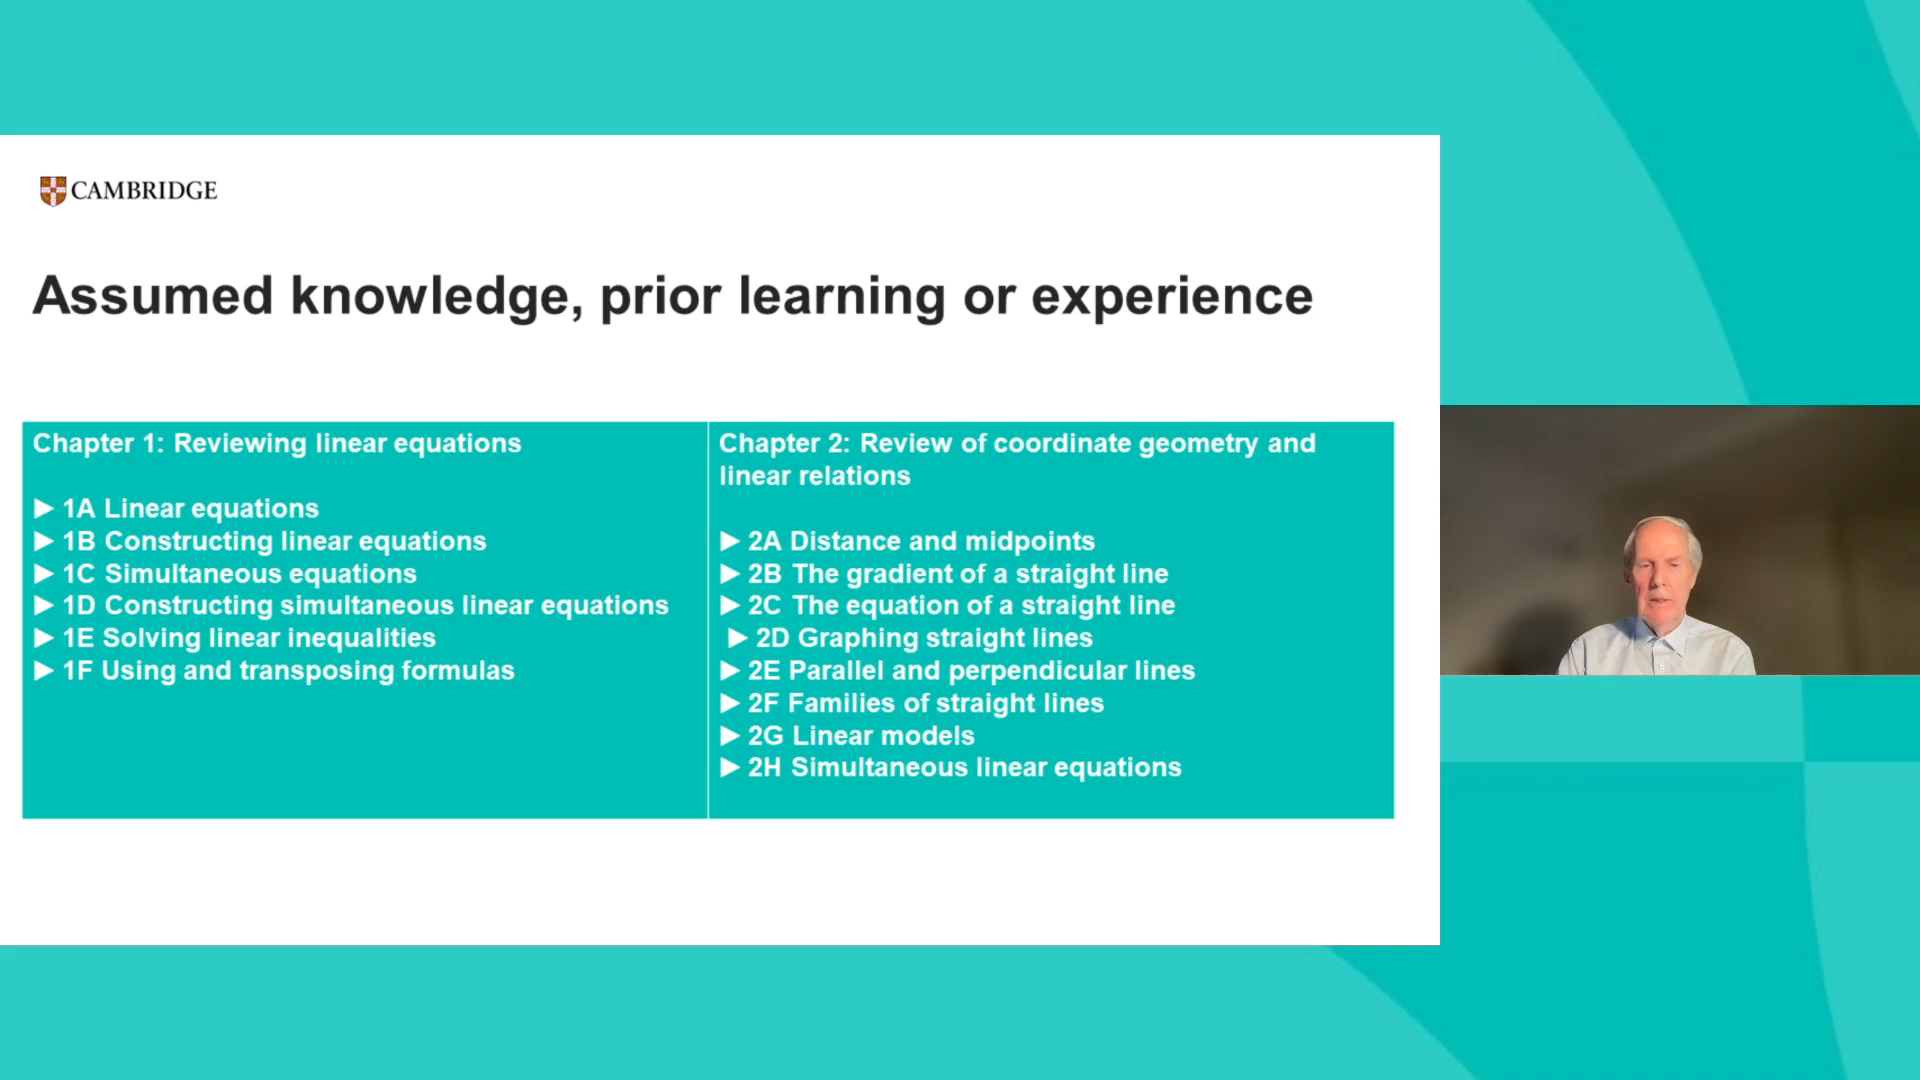 CAMBRIDGE
Assumed knowledge, prior learning or experience
Chapter 1: Reviewing linear equations
▶ 1A Linear equations
▶ 1B Constructing linear equations
▶ 1C Simultaneous equations
▶ 1D Constructing simultaneous linear equations
▶ 1E Solving linear inequalities
▶ 1F Using and transposing formulas
Chapter 2: Review of coordinate geometry and
linear relations
▶ 2A Distance and midpoints
▶ 2B The gradient of a straight line
▶ 2C The equation of a straight line
▶ 2D Graphing straight lines
▶ 2E Parallel and perpendicular lines
▶ 2F Families of straight lines
▶ 2G Linear models
▶ 2H Simultaneous linear equations